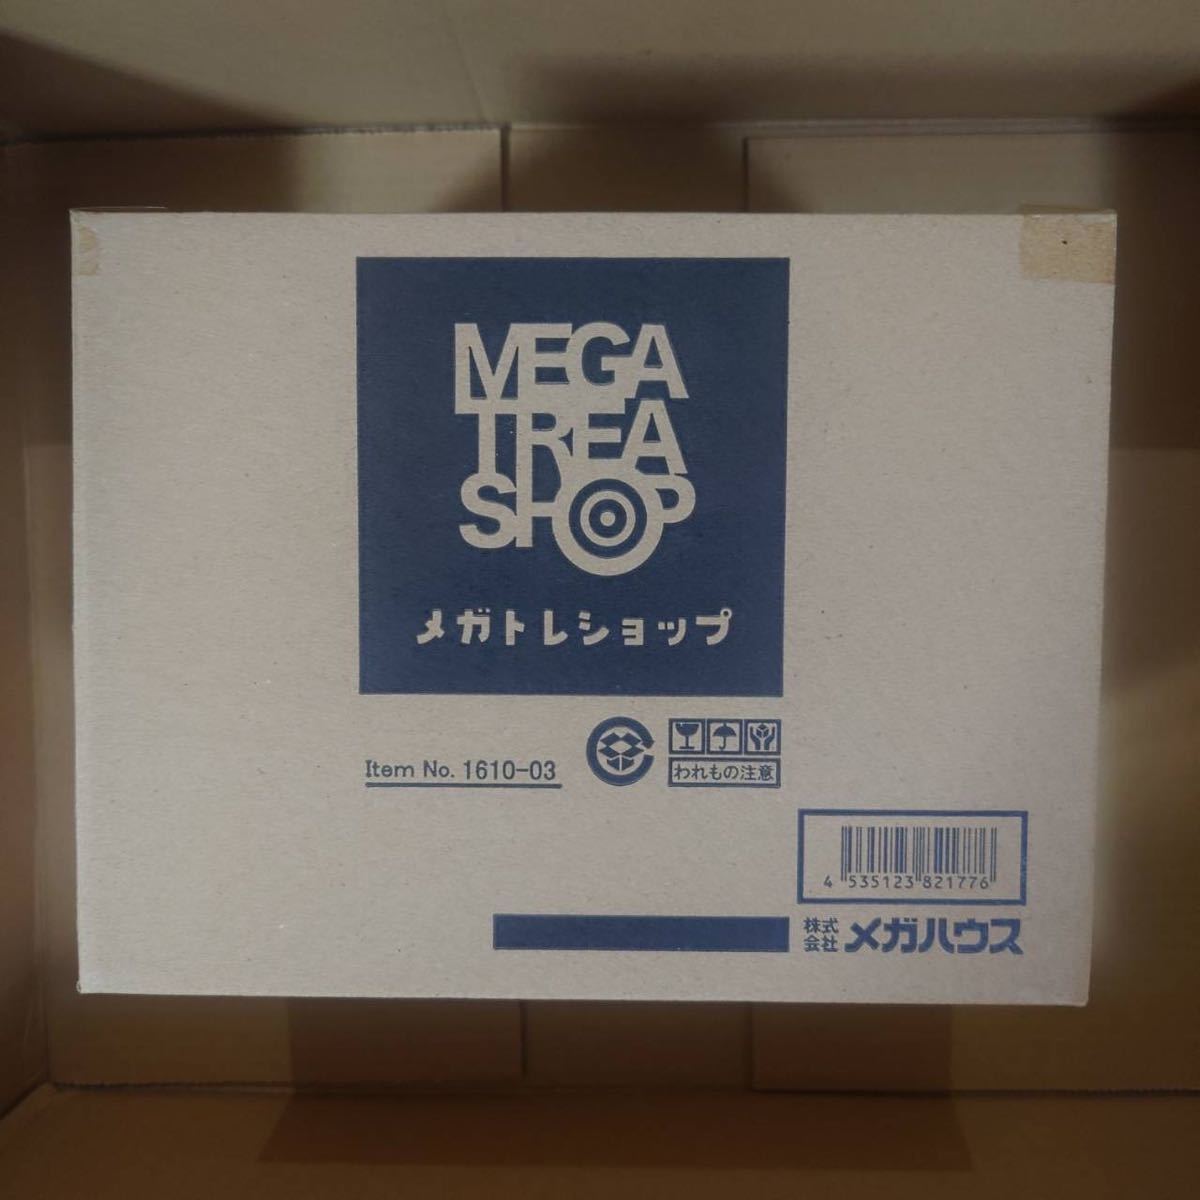 MEGA
TREA
SHOP
メガトレショップ
Item No. 1610-03
われもの注意
4 535123 821776
株式会社 メガハウス